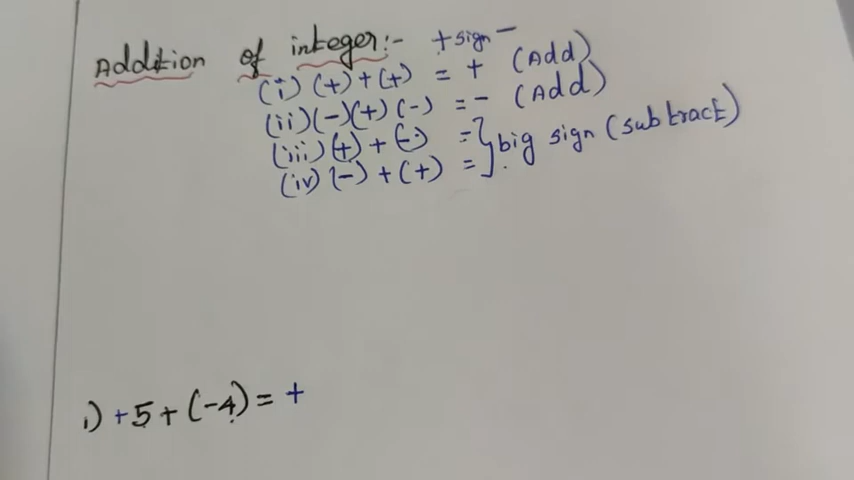 Addition of integer:- + sign -
(i) (+) + (+) = + (Add)
(ii) (-) (+) (-) = - (Add)
(iii) (+) + (-) =
(iv) (-) + (+) = } big sign (subtract)
i) +5 + (-4) = +